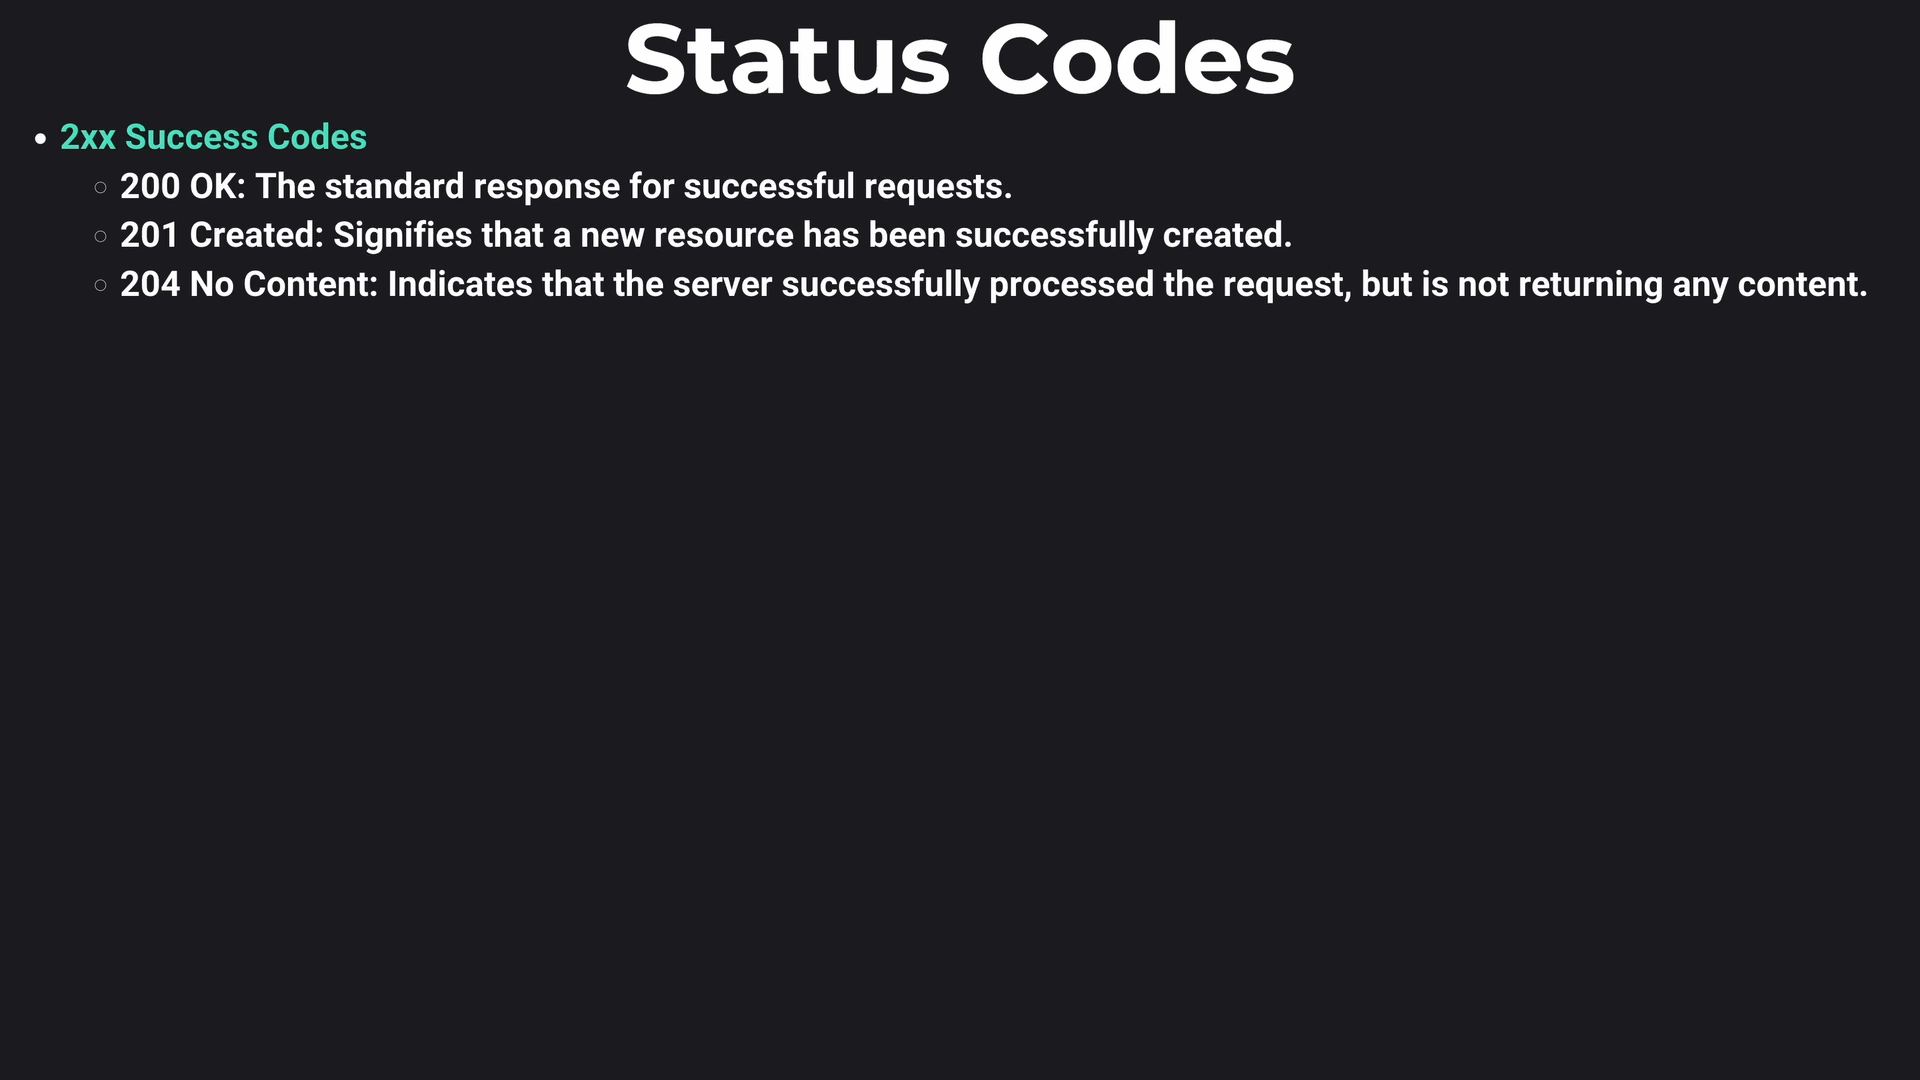 Status Codes
2xx Success Codes
200 OK: The standard response for successful requests.
201 Created: Signifies that a new resource has been successfully created.
204 No Content: Indicates that the server successfully processed the request, but is not returning any content.